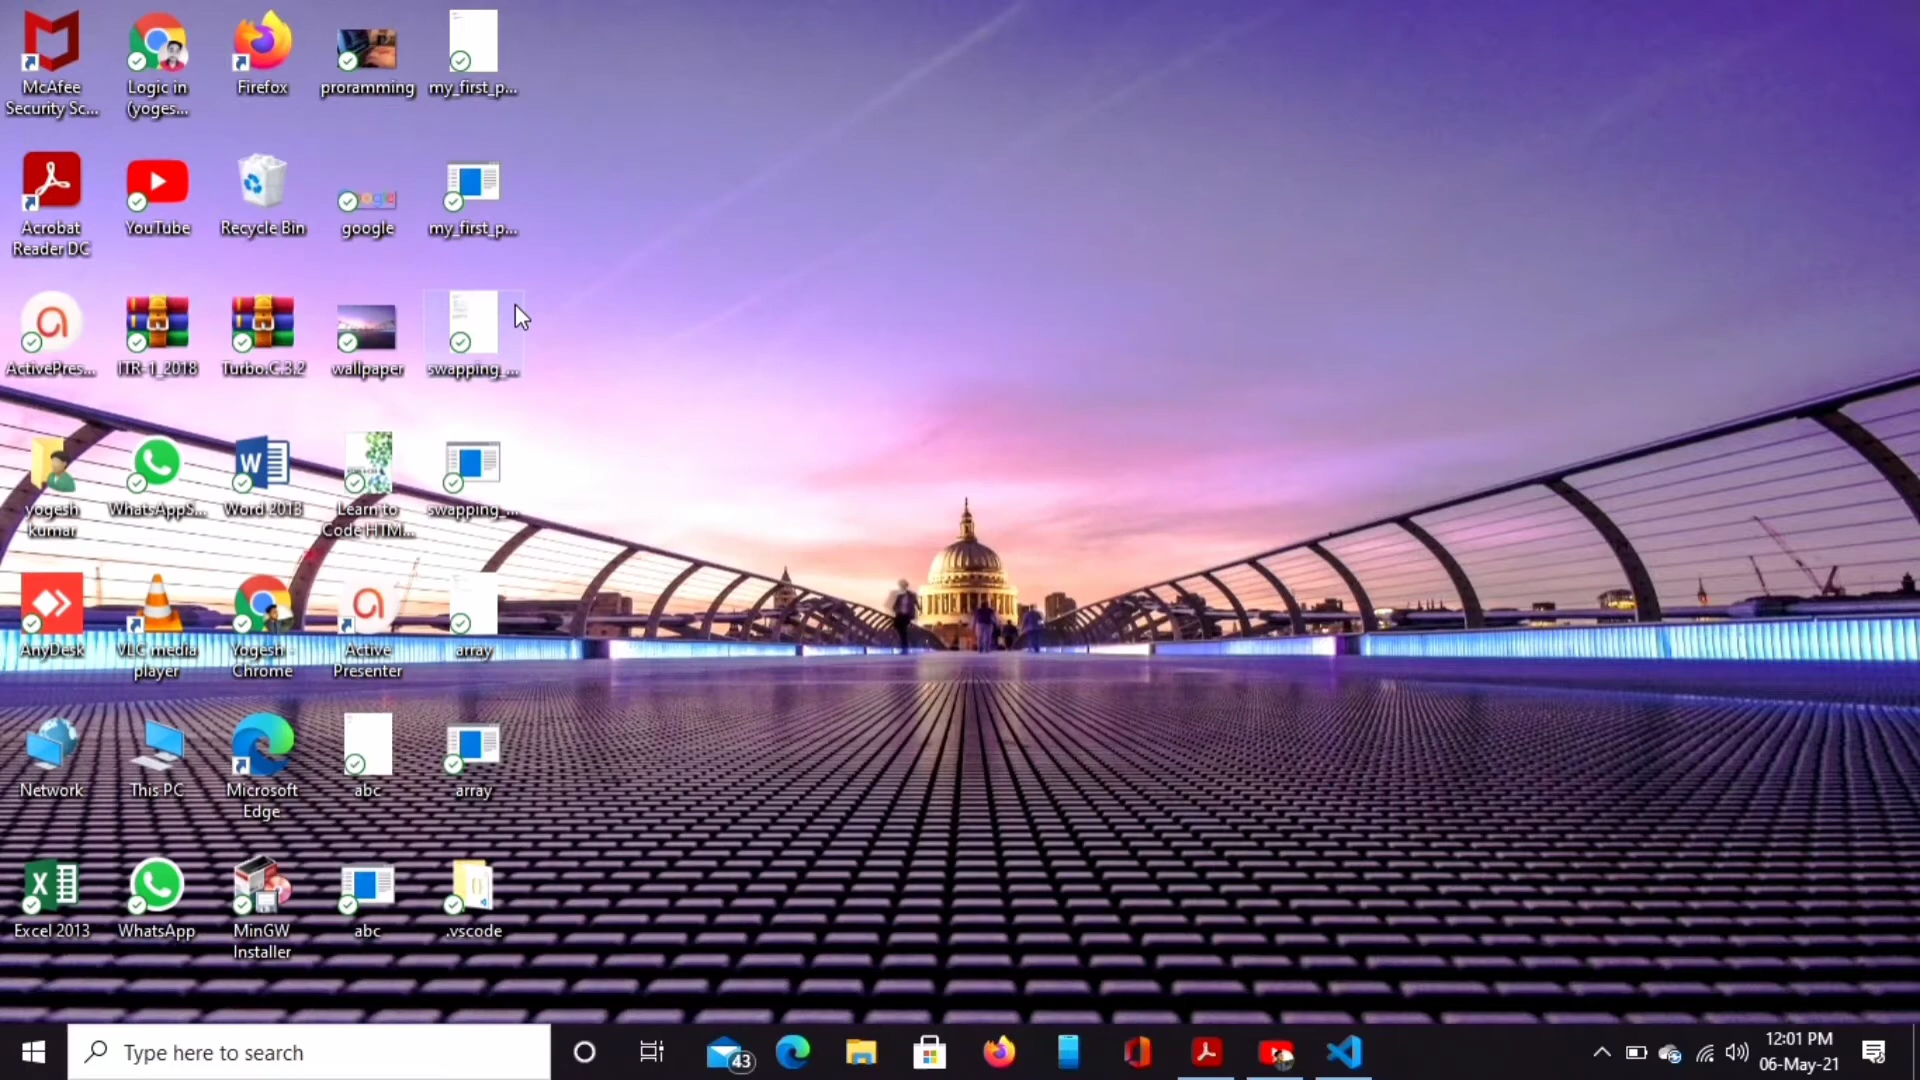 McAfee
Security Sc...
Logic in
(yoges...
Firefox
proramming
my_first_p...
Acrobat
Reader DC
YouTube
Recycle Bin
google
my_first_p...
ActivePres...
ITR-1_2018
Turbo.C.3.2
wallpaper
swapping_...
yogesh
kumar
WhatsAppS...
Word 2013
Learn to
Code HTM...
swapping_...
AnyDesk
VLC media
player
Yogesh -
Chrome
Active
Presenter
array
Network
This PC
Microsoft
Edge
abc
array
Excel 2013
WhatsApp
MinGW
Installer
abc
.vscode
Type here to search
43
12:01 PM
06-May-21